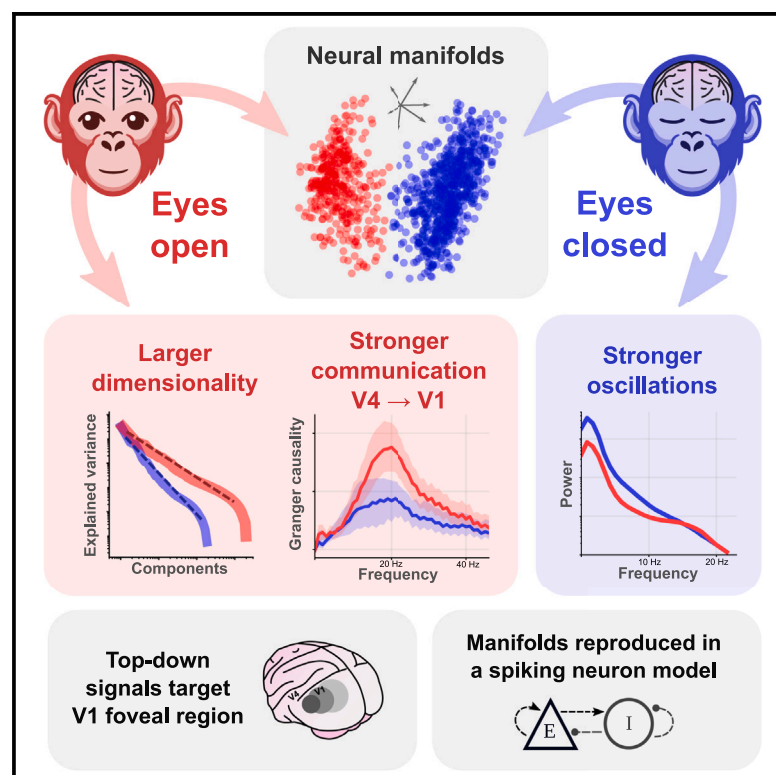 Neural manifolds
Eyes
open
Eyes
closed
Larger
dimensionality
Explained variance
Components
Stronger
communication
V4 → V1
Granger causality
20 Hz
40 Hz
Frequency
Stronger
oscillations
Power
10 Hz
20 Hz
Frequency
Top-down
signals target
V1 foveal region
V4
V1
Manifolds reproduced in
a spiking neuron model
E
I